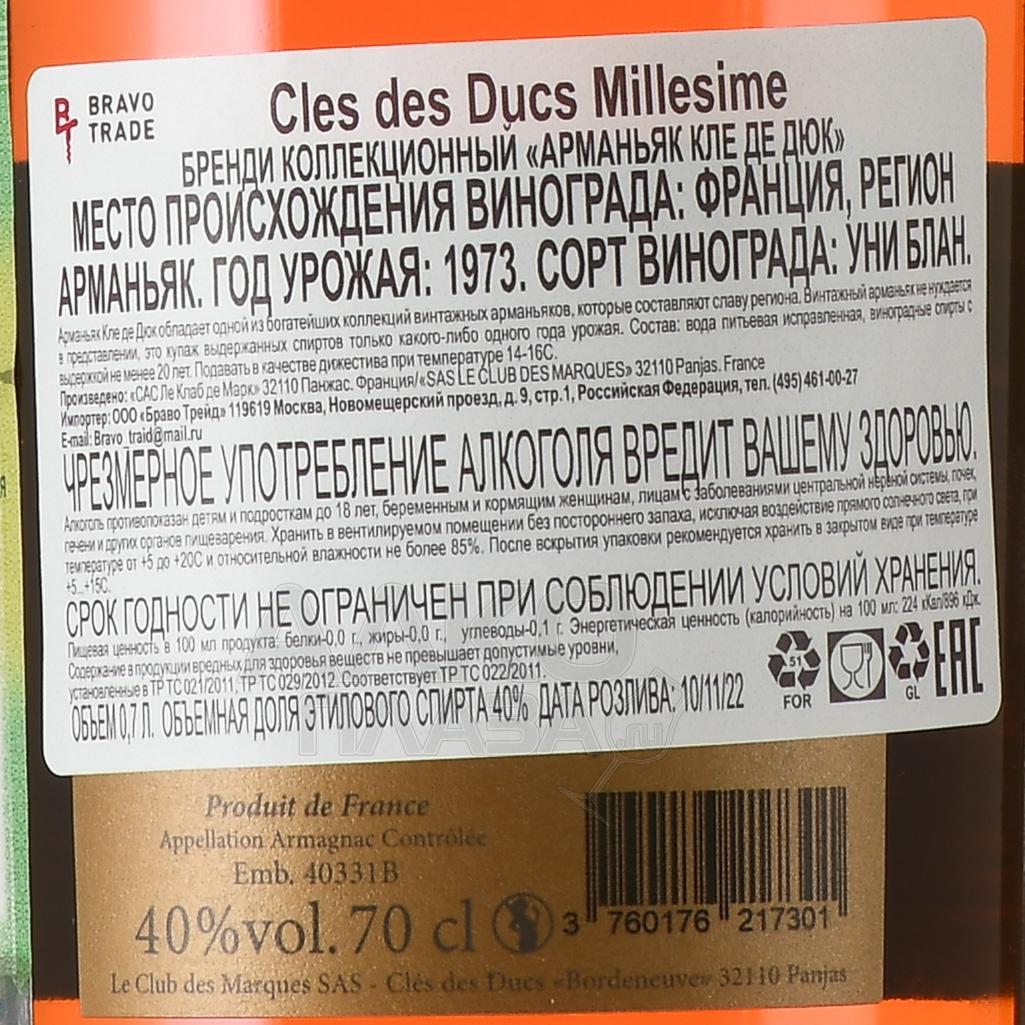 BRAVO
TRADE
Cles des Ducs Millesime
БРЕНДИ КОЛЛЕКЦИОННЫЙ «АРМАНЬЯК КЛЕ ДЕ ДЮК»
МЕСТО ПРОИСХОЖДЕНИЯ ВИНОГРАДА: ФРАНЦИЯ, РЕГИОН
АРМАНЬЯК. ГОД УРОЖАЯ: 1973. СОРТ ВИНОГРАДА: УНИ БЛАН.
Арманьяк Кле де Дюк обладает одной из богатейших коллекций винтажных арманьяков, которые составляют славу региона. Винтажный арманьяк не нуждается
в представлении, это купаж выдержанных спиртов только какого-либо одного года урожая. Состав: вода питьевая исправленная, виноградные спирты с
выдержкой не менее 20 лет. Подавать в качестве дижестива при температуре 14-16С.
Произведено: «САС Ле Клаб де Марк» 32110 Панжас. Франция/«SAS LE CLUB DES MARQUES» 32110 Panjas. France
Импортер: ООО «Браво Трейд» 119619 Москва, Новомещерский проезд, д. 9, стр.1, Российская Федерация, тел. (495) 461-00-27
E-mail: Bravo_traid@mail.ru
ЧРЕЗМЕРНОЕ УПОТРЕБЛЕНИЕ АЛКОГОЛЯ ВРЕДИТ ВАШЕМУ ЗДОРОВЬЮ.
Алкоголь противопоказан детям и подросткам до 18 лет, беременным и кормящим женщинам, лицам с заболеваниями центральной нервной системы, почек,
печени и других органов пищеварения. Хранить в вентилируемом помещении без постороннего запаха, исключая воздействие прямого солнечного света, при
температуре от +5 до +20С и относительной влажности не более 85%. После вскрытия упаковки рекомендуется хранить в закрытом виде при температуре
+5...+15С.
СРОК ГОДНОСТИ НЕ ОГРАНИЧЕН ПРИ СОБЛЮДЕНИИ УСЛОВИЙ ХРАНЕНИЯ.
Пищевая ценность в 100 мл продукта: белки-0,0 г., жиры-0,0 г., углеводы-0,1 г. Энергетическая ценность (калорийность) на 100 мл: 224 кКал/896 кДж.
Содержание в продукции вредных для здоровья веществ не превышает допустимые уровни,
установленные в ТР ТС 021/2011, ТР ТС 029/2012. Соответствует ТР ТС 022/2011.
ОБЪЕМ 0,7 Л. ОБЪЕМНАЯ ДОЛЯ ЭТИЛОВОГО СПИРТА 40% ДАТА РОЗЛИВА: 10/11/22
51
FOR
GL
EAC
Produit de France
Appellation Armagnac Contrôlée
Emb. 40331B
40%vol. 70 cl
3 760176 217301
Le Club des Marques SAS - Clés des Ducs «Bordeneuve» 32110 Panjas